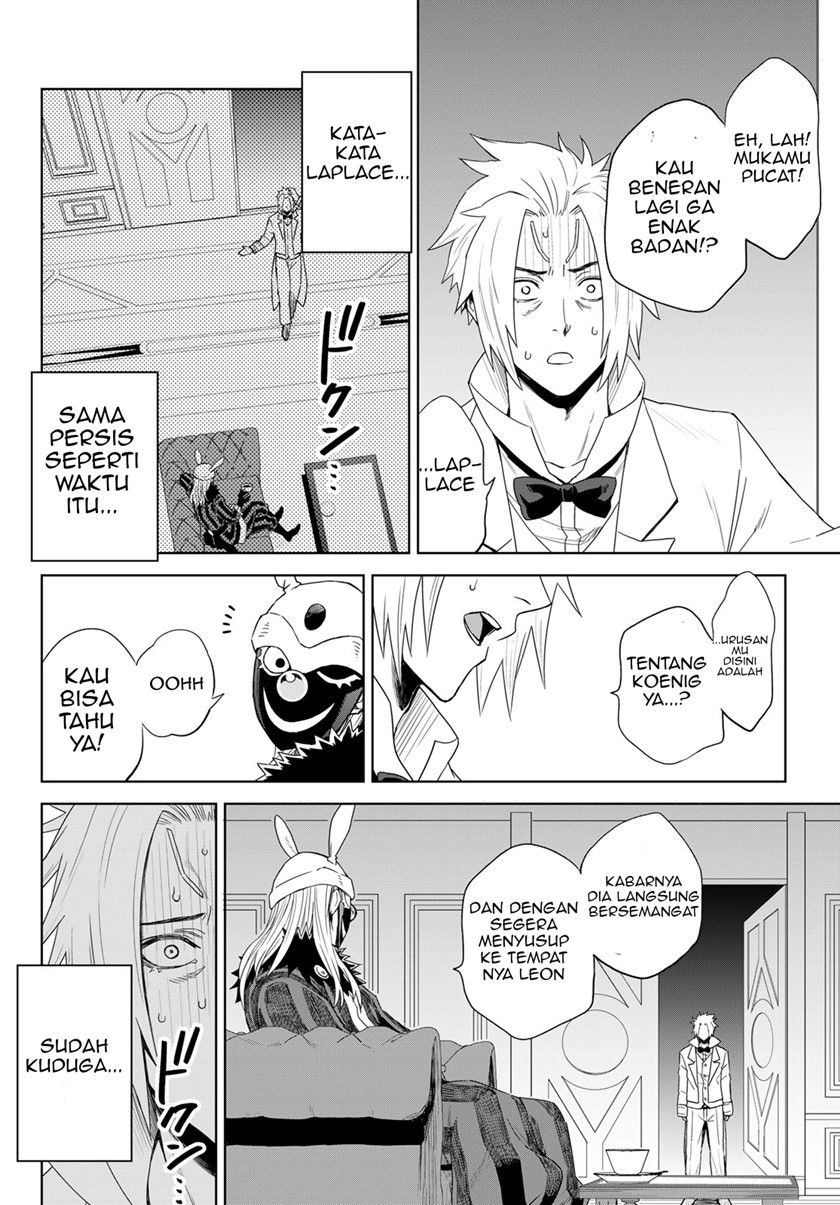 EH, LAH!
MUKAMU
PUCAT!
KAU
BENERAN
LAGI GA
ENAK
BADAN!?
...LAP-
LACE
KATA-
KATA
LAPLACE...
ドクン...
SAMA
PERSIS
SEPERTI
WAKTU
ITU...
...URUSAN
MU
DISINI
ADALAH
TENTANG
KOENIG
YA...?
OOHH
KAU
BISA
TAHU
YA!
KABARNYA
DIA LANGSUNG
BERSEMANGAT
DAN DENGAN
SEGERA
MENYUSUP
KE TEMPAT
NYA LEON
SUDAH
KUDUGA...
ドクン...